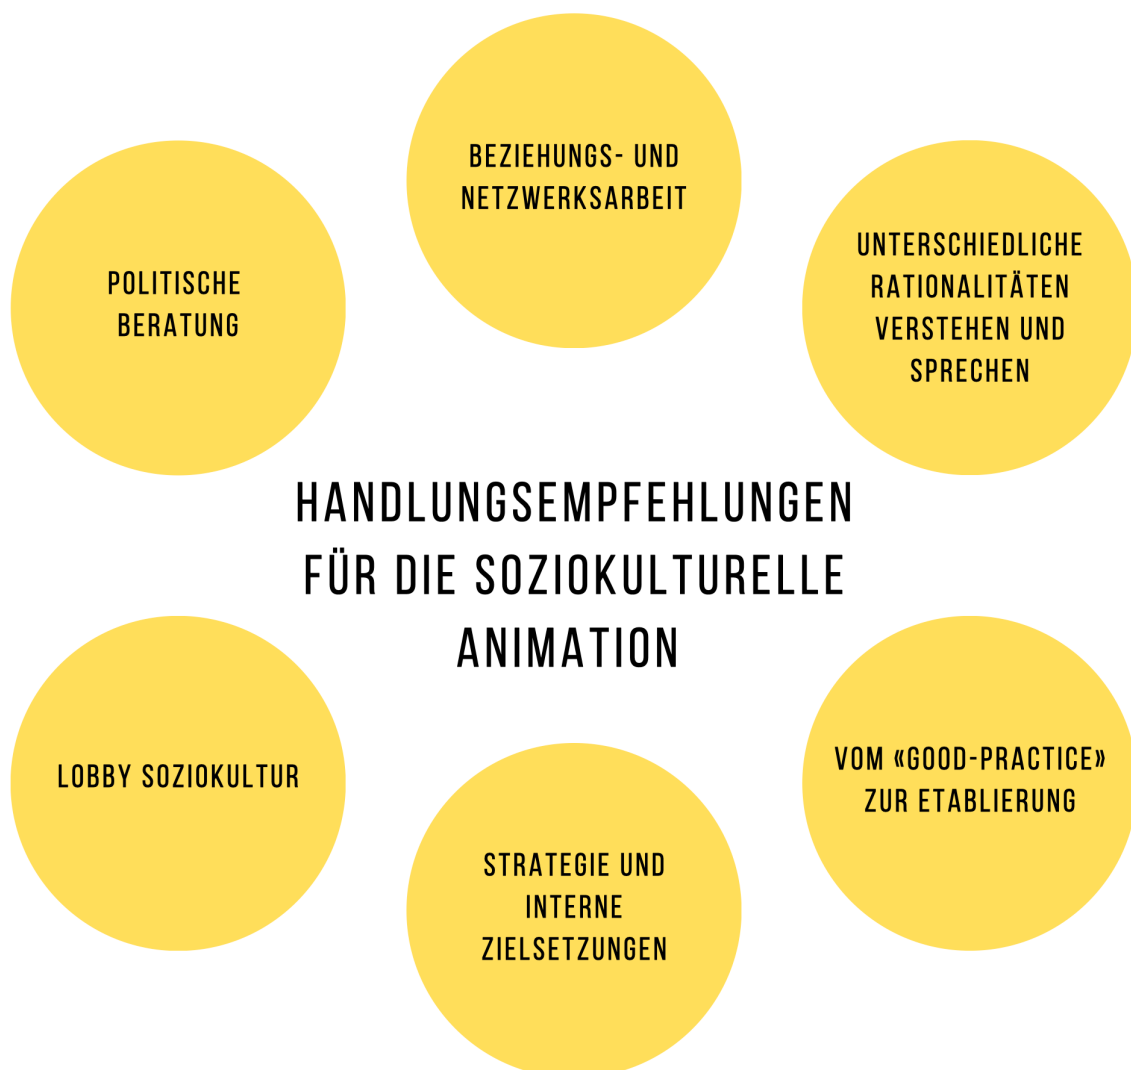 BEZIEHUNGS- UND
NETZWERKSARBEIT
POLITISCHE
BERATUNG
UNTERSCHIEDLICHE
RATIONALITÄTEN
VERSTEHEN UND
SPRECHEN
HANDLUNGSEMPFEHLUNGEN
FÜR DIE SOZIOKULTURELLE
ANIMATION
LOBBY SOZIOKULTUR
VOM «GOOD-PRACTICE»
ZUR ETABLIERUNG
STRATEGIE UND
INTERNE
ZIELSETZUNGEN